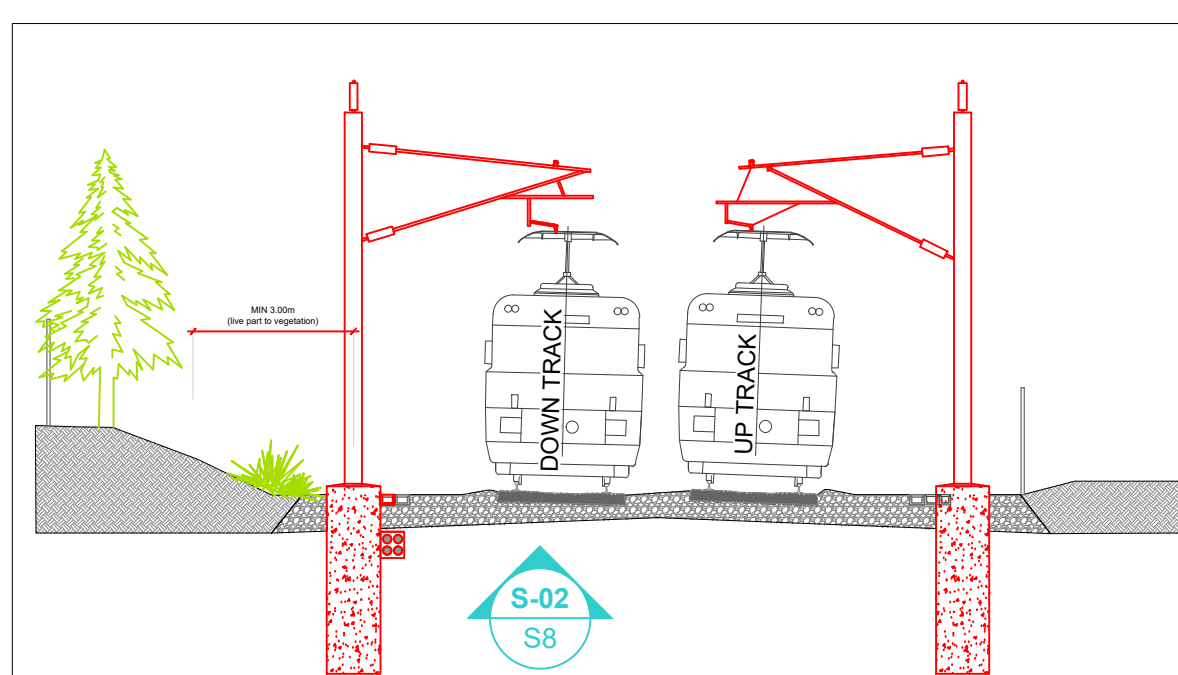 MIN 3.00m
(live part to vegetation)
DOWN TRACK
UP TRACK
S-02
S8